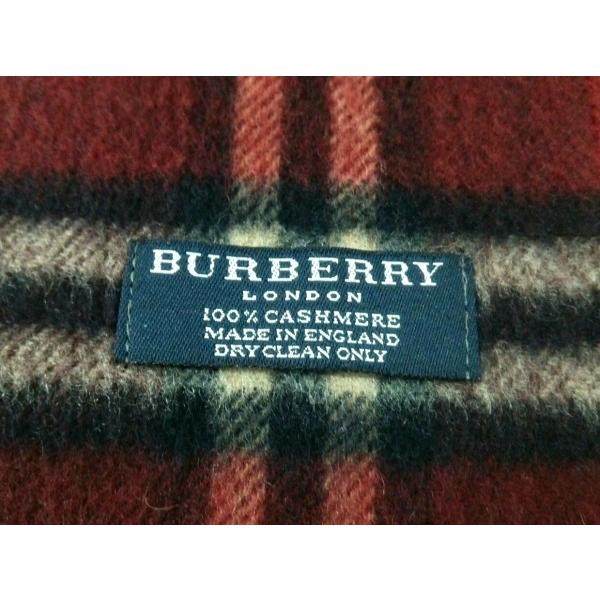 BURBERRY
LONDON
100% CASHMERE
MADE IN ENGLAND
DRY CLEAN ONLY